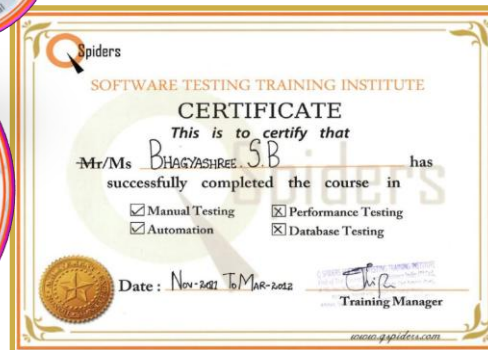 QSpiders
SOFTWARE TESTING TRAINING INSTITUTE
CERTIFICATE
This is to certify that
Mr/Ms BHAGYASHREE. S.B has
successfully completed the course in
☑ Manual Testing ☒ Performance Testing
☑ Automation ☒ Database Testing
Date : Nov-2011 To MAR-2012
Training Manager
www.qspiders.com